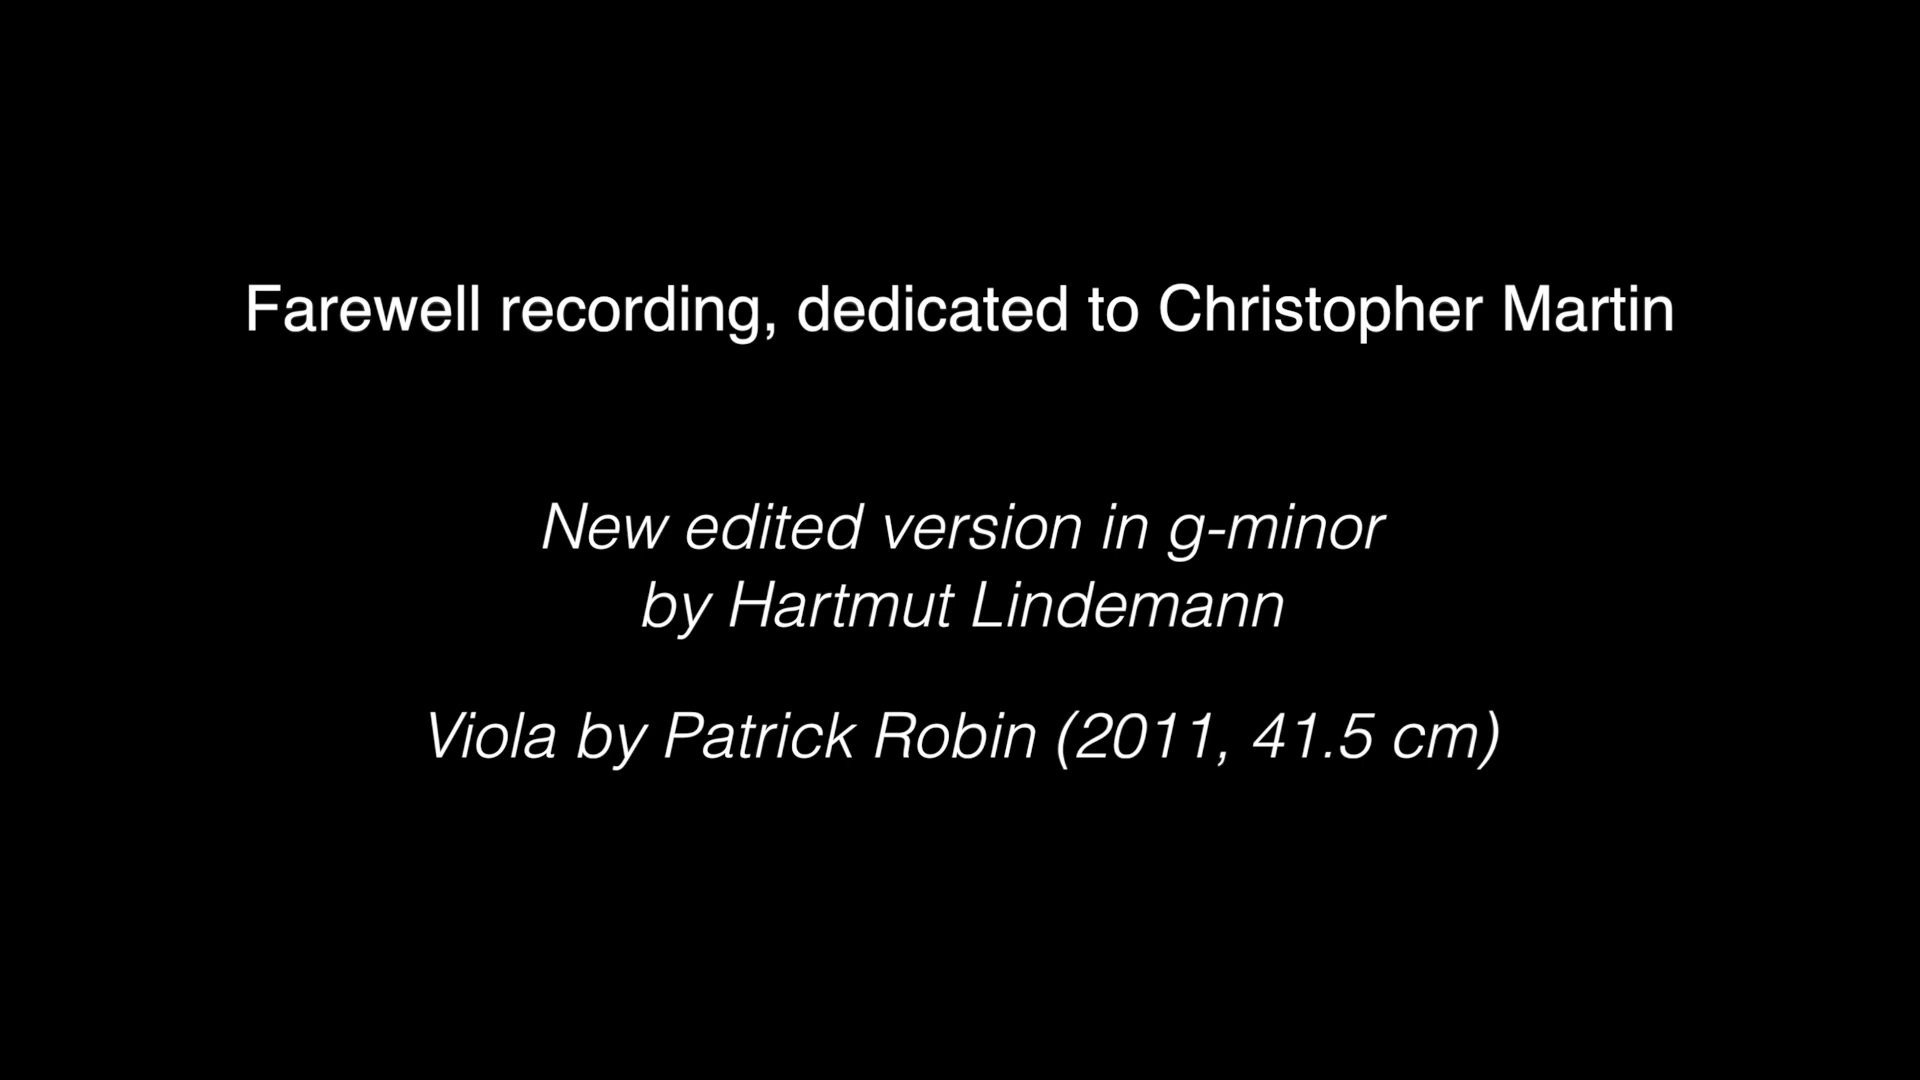 Farewell recording, dedicated to Christopher Martin
New edited version in g-minor
by Hartmut Lindemann
Viola by Patrick Robin (2011, 41.5 cm)